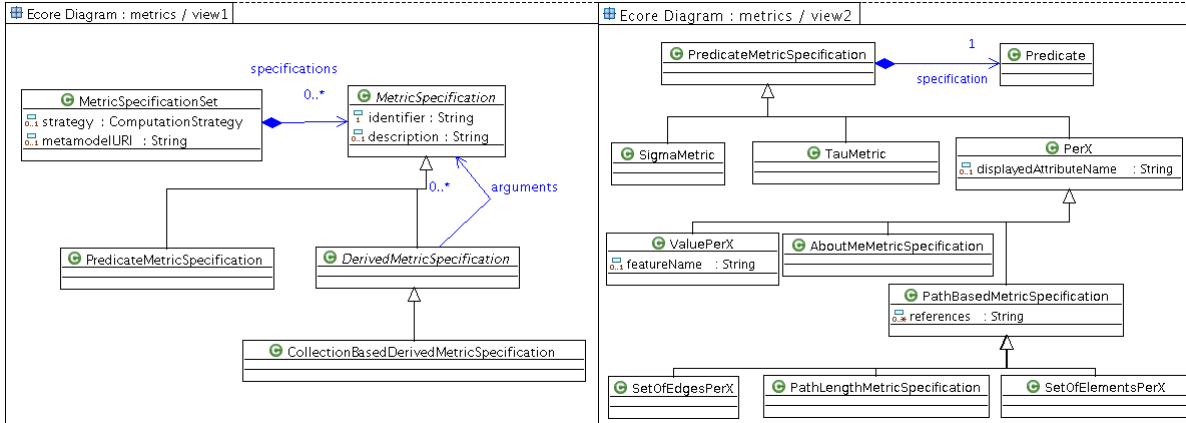 Ecore Diagram : metrics / view1
specifications
0..*
MetricSpecificationSet
0..1 strategy : ComputationStrategy
0..1 metamodelURI : String
MetricSpecification
1 identifier : String
0..1 description : String
0..*
arguments
PredicateMetricSpecification
DerivedMetricSpecification
CollectionBasedDerivedMetricSpecification
Ecore Diagram : metrics / view2
PredicateMetricSpecification
1
specification
Predicate
SigmaMetric
TauMetric
PerX
0..1 displayedAttributeName : String
ValuePerX
0..1 featureName : String
AboutMeMetricSpecification
PathBasedMetricSpecification
0..* references : String
SetOfEdgesPerX
PathLengthMetricSpecification
SetOfElementsPerX